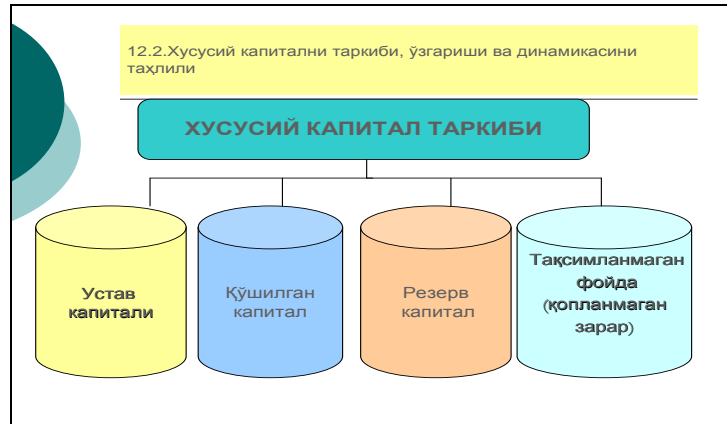 12.2.Хусусий капитални таркиби, ўзгариши ва динамикасини
таҳлили
ХУСУСИЙ КАПИТАЛ ТАРКИБИ
Устав
капитали
Қўшилган
капитал
Резерв
капитал
Тақсимланмаган
фойда
(қопланмаган
зарар)